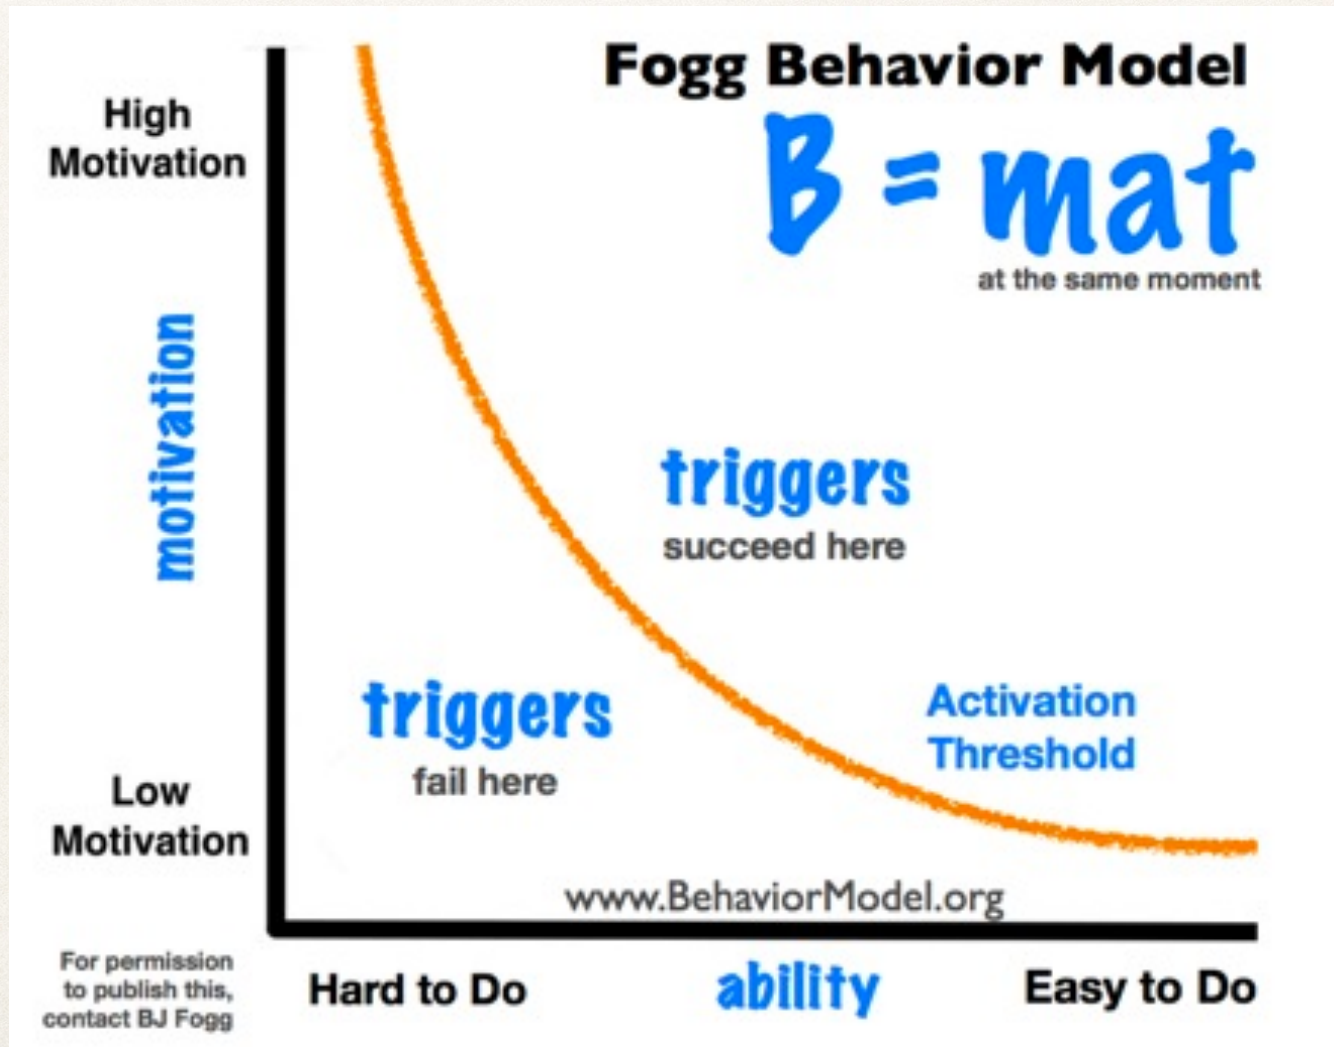 Fogg Behavior Model
B = mat
at the same moment
High
Motivation
motivation
triggers
succeed here
triggers
fail here
Activation
Threshold
Low
Motivation
www.BehaviorModel.org
For permission
to publish this,
contact BJ Fogg
Hard to Do
ability
Easy to Do